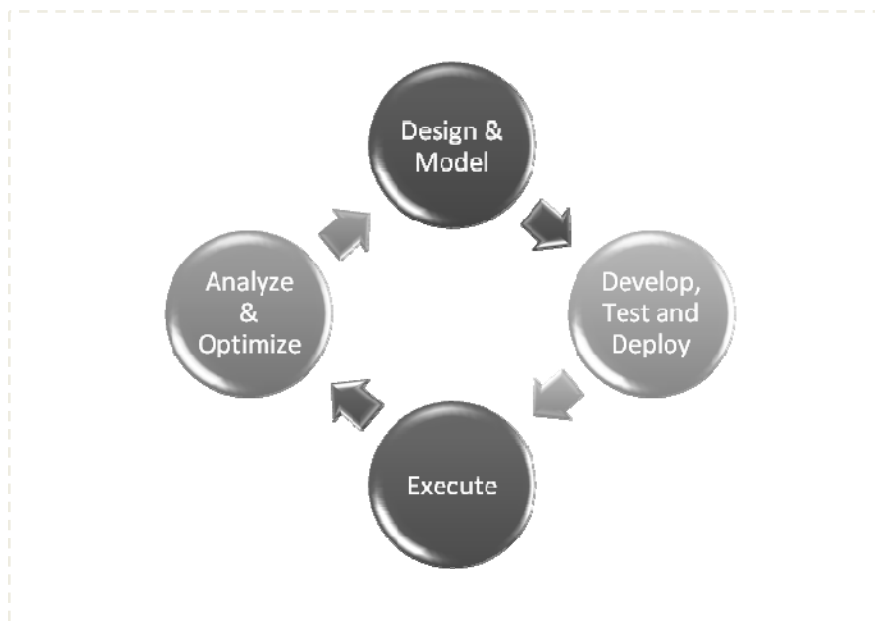 Design &
Model
Develop,
Test and
Deploy
Execute
Analyze
&
Optimize